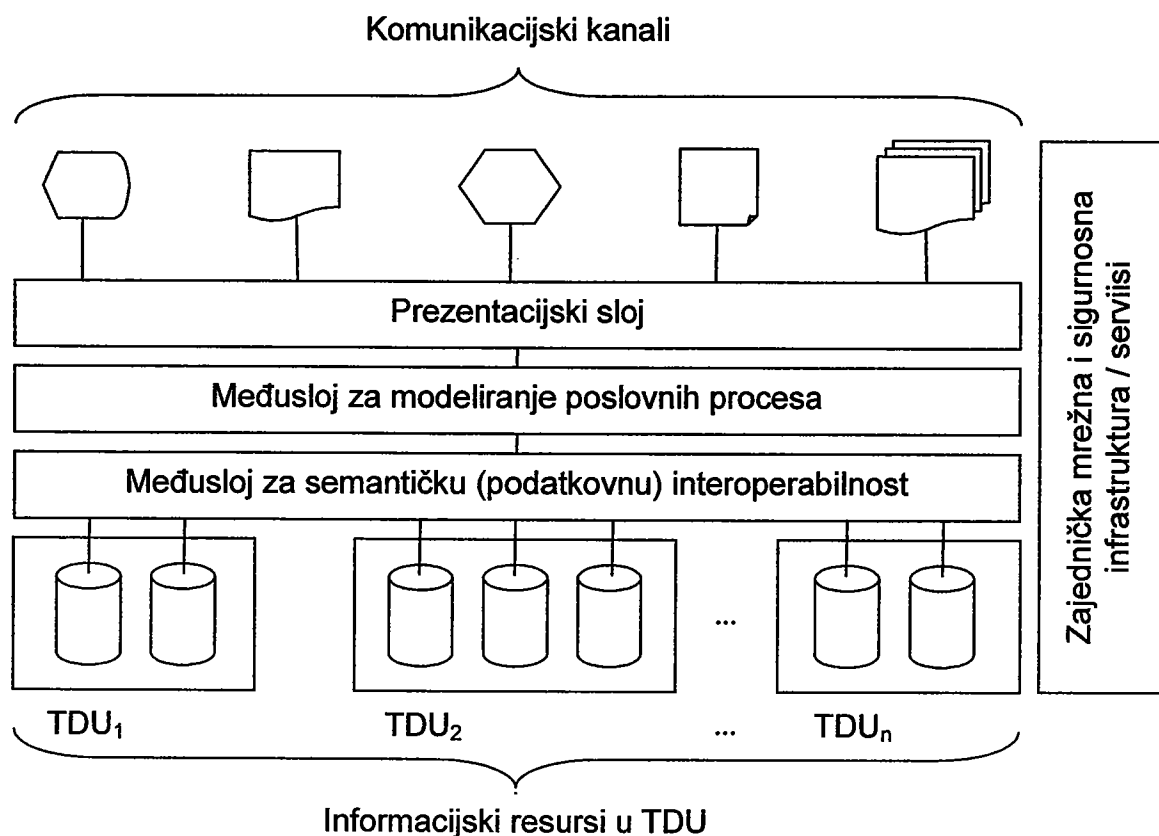 Komunikacijski kanali
Prezentacijski sloj
Međusloj za modeliranje poslovnih procesa
Međusloj za semantičku (podatkovnu) interoperabilnost
...
TDU₁
TDU₂
...
TDUₙ
Informacijski resursi u TDU
Zajednička mrežna i sigurnosna
infrastruktura / serviisi